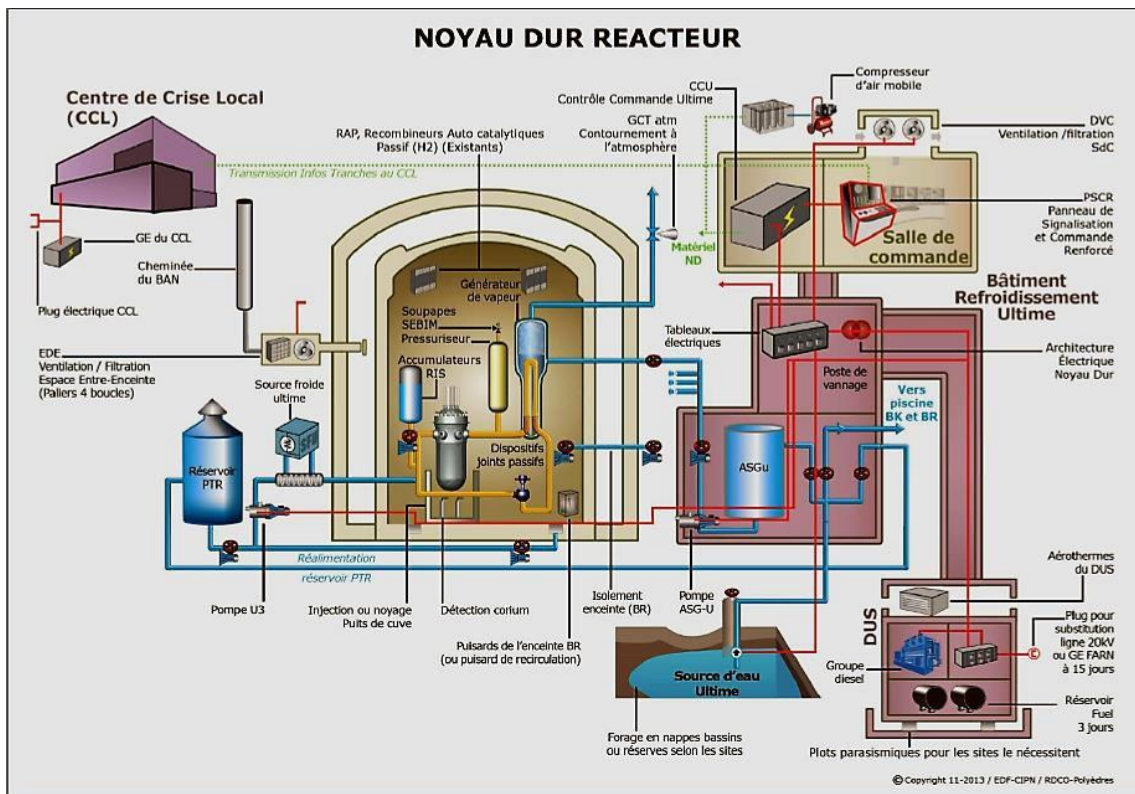 NOYAU DUR REACTEUR
Centre de Crise Local
(CCL)
RAP, Recombineurs Auto catalytiques
Passif (H2) (Existants)
CCU
Contrôle Commande Ultime
GCT atm
Contournement à
l'atmosphère
Compresseur
d'air mobile
DVC
Ventilation /filtration
SdC
Transmission Infos Tranches au CCL
PSCR
Panneau de
Signalisation
et Commande
Renforcé
Salle de
commande
Matériel
ND
GE du CCL
Plug électrique CCL
Cheminée
du BAN
EDE
Ventilation / Filtration
Espace Entre-Enceinte
(Paliers 4 boucles)
Générateur
de vapeur
Soupapes
SEBIM
Pressuriseur
Accumulateurs
RIS
Bâtiment
Refroidissement
Ultime
Tableaux
électriques
Poste de
vannage
Architecture
Électrique
Noyau Dur
Source froide
ultime
SFU
Réservoir
PTR
Dispositifs
joints passifs
Vers
piscine
BK et BR
ASGu
Réalimentation
réservoir PTR
Pompe U3
Injection ou noyage
Puits de cuve
Détection corium
Isolement
enceinte (BR)
Pompe
ASG-U
Puisards de l'enceinte BR
(ou puisard de recirculation)
Source d'eau
Ultime
Forage en nappes bassins
ou réserves selon les sites
Aérothermes
du DUS
DUS
Groupe
diesel
Plug pour
substitution
ligne 20kV
ou GE FARN
à 15 jours
Réservoir
Fuel
3 jours
Plots parasismiques pour les sites le nécessitent
© Copyright 11-2013 / EDF-CIPN / RDCO-Polyèdres